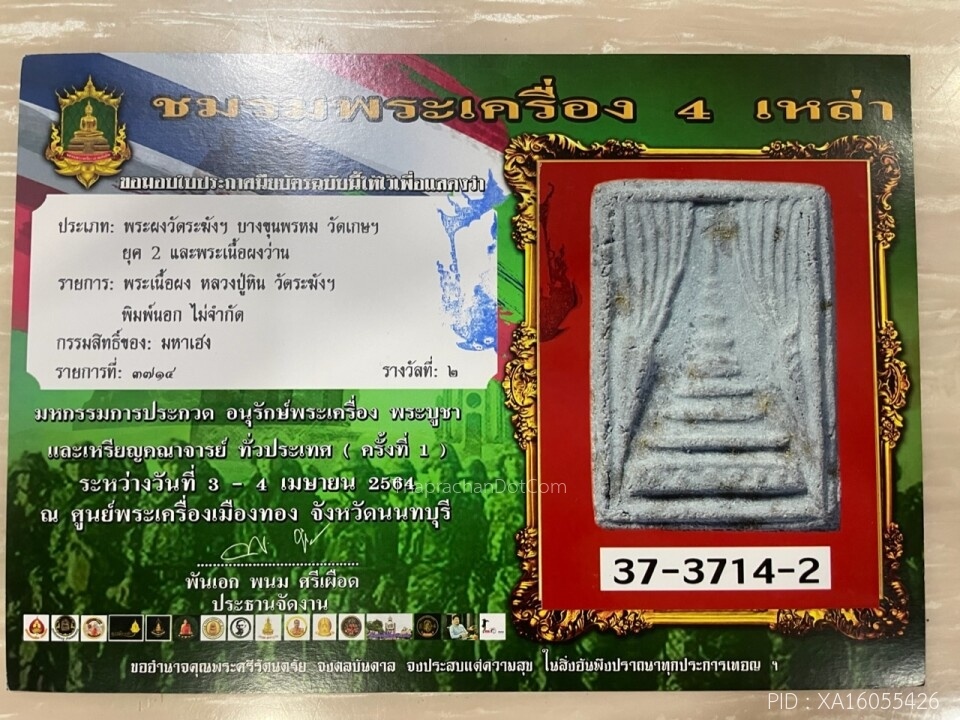 ชมรมพระเครื่อง 4 เหล่า
ขอมอบใบประกาศนียบัตรฉบับนี้ให้ไว้เพื่อแสดงว่า
ประเภท: พระผงวัดระฆังฯ บางขุนพรหม วัดเกษฯ
ยุค 2 และพระเนื้อผงว่าน
รายการ: พระเนื้อผง หลวงปู่หิน วัดระฆังฯ
พิมพ์นอก ไม่จำกัด
กรรมสิทธิ์ของ: มหาเฮง
รายการที่: ๓๗๑๔ รางวัลที่: ๒
มหกรรมการประกวด อนุรักษ์พระเครื่อง พระบูชา
และเหรียญคณาจารย์ ทั่วประเทศ ( ครั้งที่ 1 )
ระหว่างวันที่ 3 - 4 เมษายน 2564
ThaprachanDotCom
ณ ศูนย์พระเครื่องเมืองทอง จังหวัดนนทบุรี
พันเอก พนม ศรีเผือด
ประธานจัดงาน
37-3714-2
ขออำนาจคุณพระศรีรัตนตรัย จงดลบันดาล จงประสบแต่ความสุข ในสิ่งอันพึงปรารถนาทุกประการเทอญ ฯ
PID : XA16055426